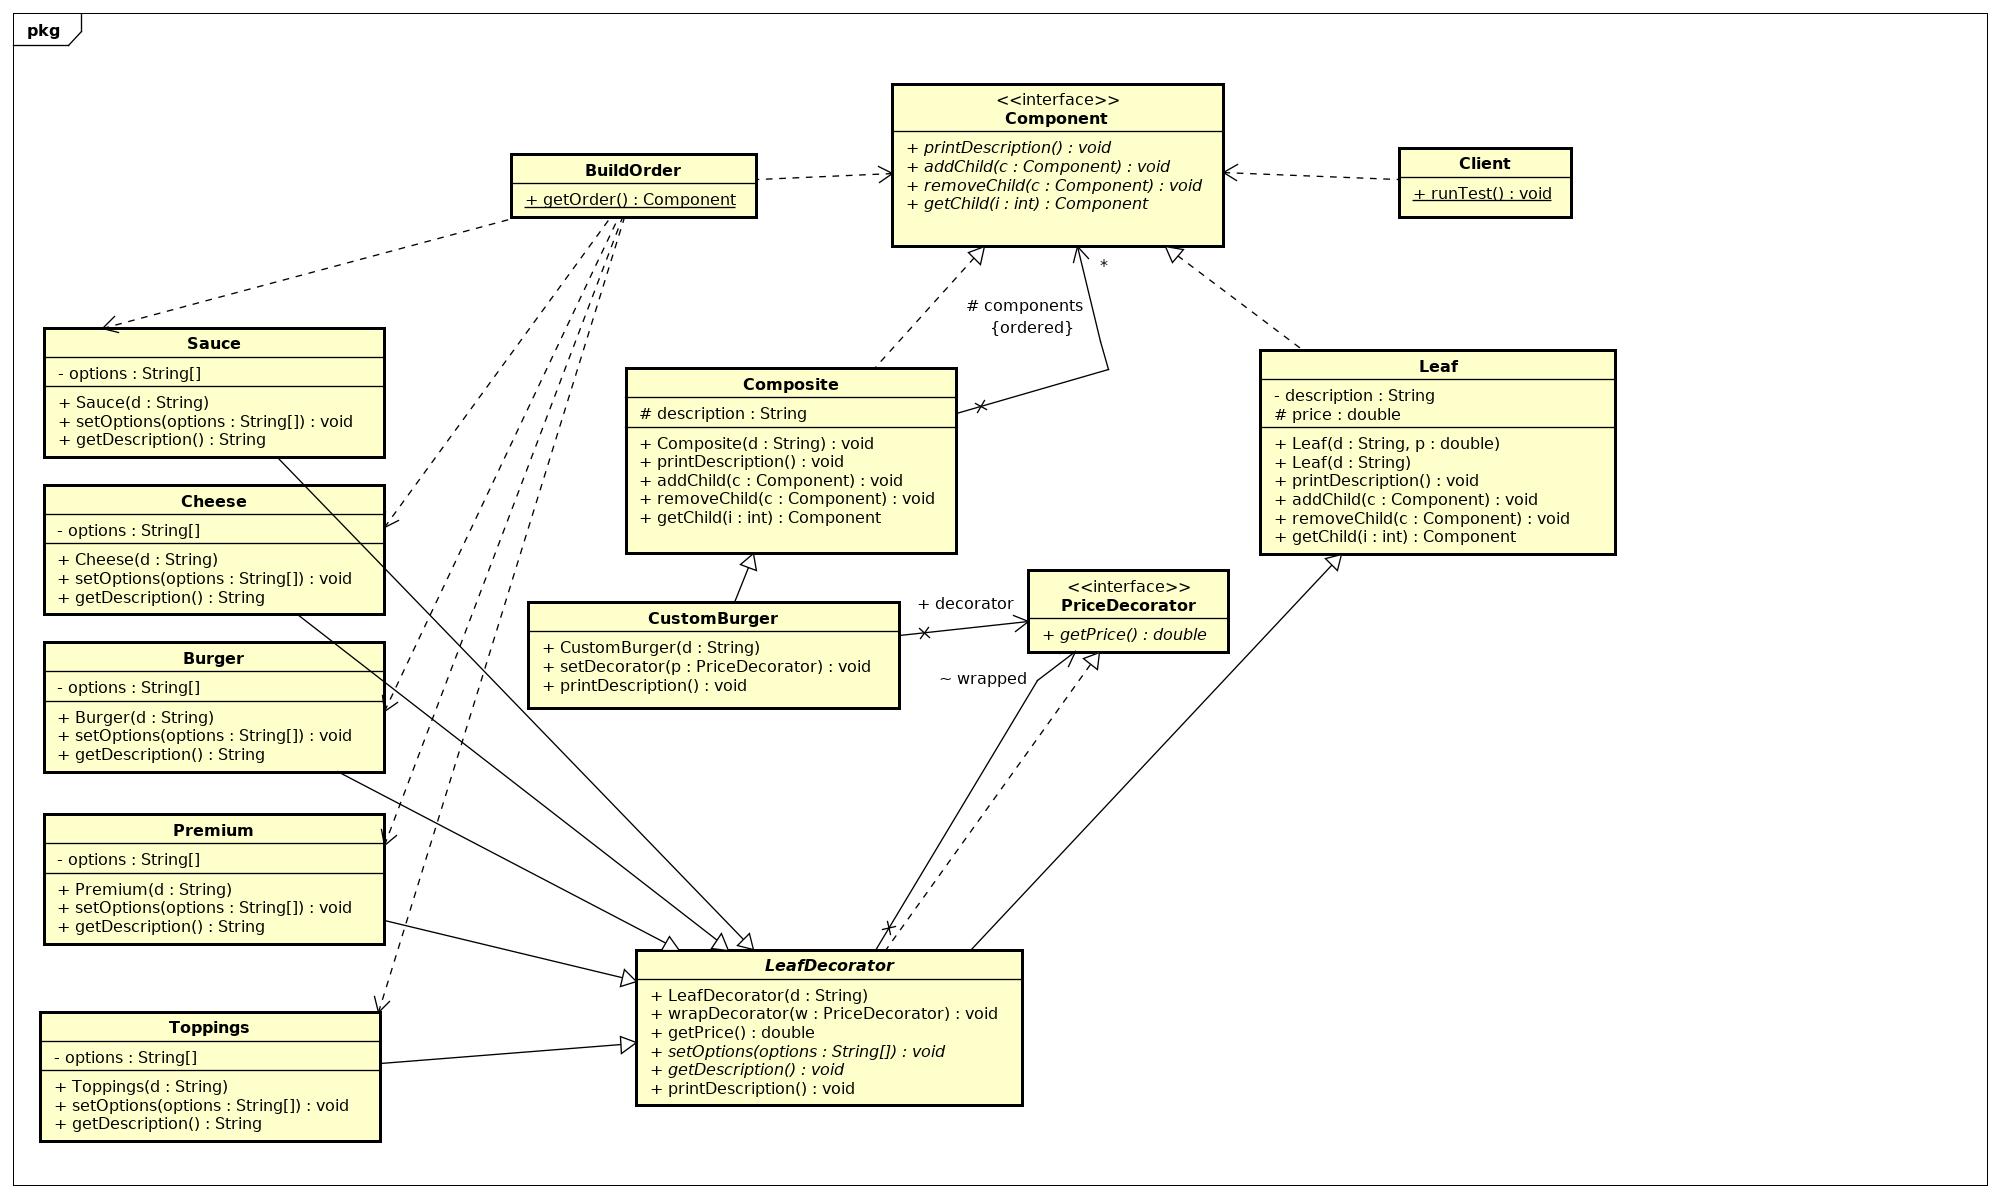 pkg
<<interface>>
Component
+ printDescription() : void
+ addChild(c : Component) : void
+ removeChild(c : Component) : void
+ getChild(i : int) : Component
BuildOrder
+ getOrder() : Component
Client
+ runTest() : void
*
# components
{ordered}
Sauce
- options : String[]
+ Sauce(d : String)
+ setOptions(options : String[]) : void
+ getDescription() : String
Composite
# description : String
+ Composite(d : String) : void
+ printDescription() : void
+ addChild(c : Component) : void
+ removeChild(c : Component) : void
+ getChild(i : int) : Component
Leaf
- description : String
# price : double
+ Leaf(d : String, p : double)
+ Leaf(d : String)
+ printDescription() : void
+ addChild(c : Component) : void
+ removeChild(c : Component) : void
+ getChild(i : int) : Component
Cheese
- options : String[]
+ Cheese(d : String)
+ setOptions(options : String[]) : void
+ getDescription() : String
CustomBurger
+ CustomBurger(d : String)
+ setDecorator(p : PriceDecorator) : void
+ printDescription() : void
+ decorator
<<interface>>
PriceDecorator
+ getPrice() : double
~ wrapped
Burger
- options : String[]
+ Burger(d : String)
+ setOptions(options : String[]) : void
+ getDescription() : String
Premium
- options : String[]
+ Premium(d : String)
+ setOptions(options : String[]) : void
+ getDescription() : String
LeafDecorator
+ LeafDecorator(d : String)
+ wrapDecorator(w : PriceDecorator) : void
+ getPrice() : double
+ setOptions(options : String[]) : void
+ getDescription() : void
+ printDescription() : void
Toppings
- options : String[]
+ Toppings(d : String)
+ setOptions(options : String[]) : void
+ getDescription() : String